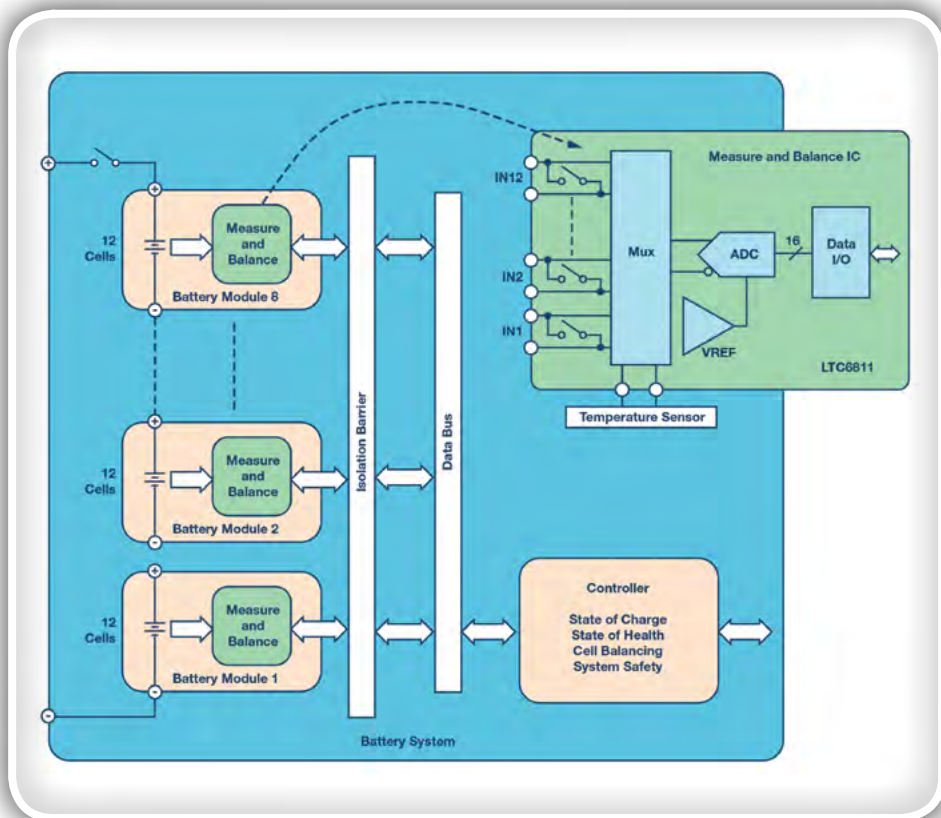 Measure and Balance IC
IN12
IN2
IN1
Mux
ADC
16
Data
I/O
VREF
LTC6811
Temperature Sensor
12
Cells
Measure
and
Balance
Battery Module 8
12
Cells
Measure
and
Balance
Battery Module 2
12
Cells
Measure
and
Balance
Battery Module 1
Isolation Barrier
Data Bus
Controller
State of Charge
State of Health
Cell Balancing
System Safety
Battery System